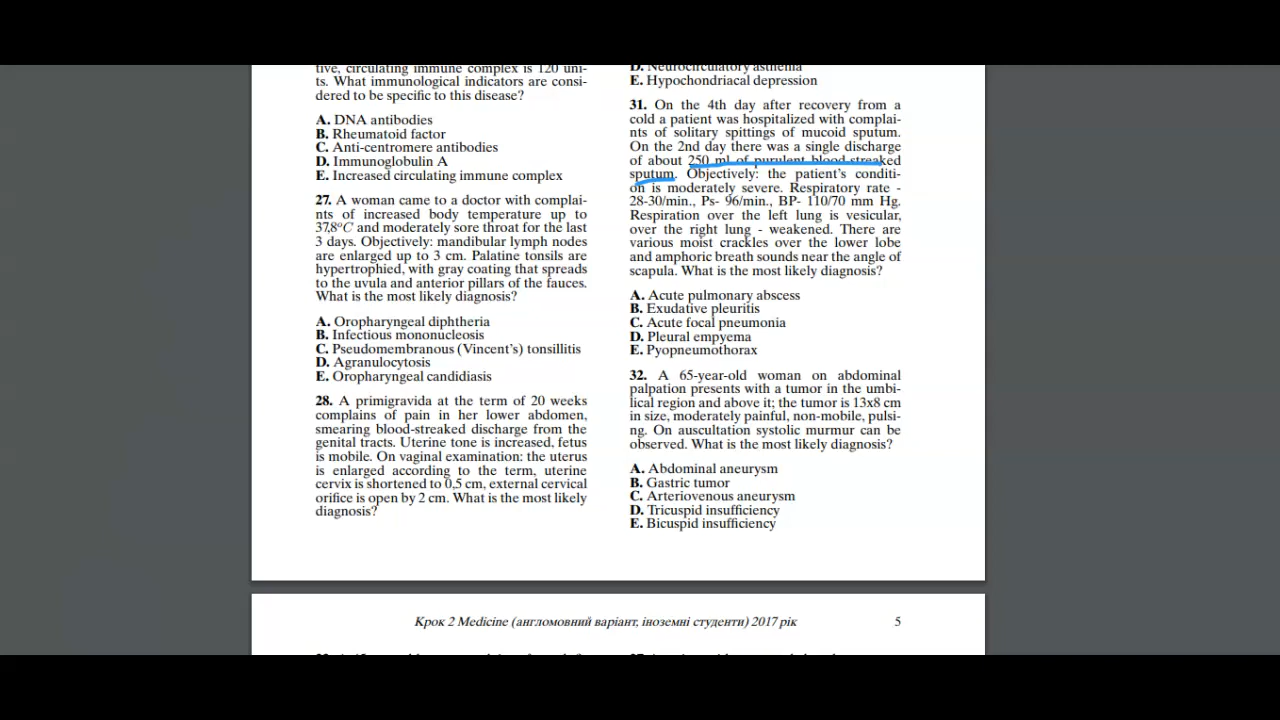 tive, circulating immune complex is 120 uni-
ts. What immunological indicators are consi-
dered to be specific to this disease?
A. DNA antibodies
B. Rheumatoid factor
C. Anti-centromere antibodies
D. Immunoglobulin A
E. Increased circulating immune complex
27. A woman came to a doctor with complai-
nts of increased body temperature up to
37,8°C and moderately sore throat for the last
3 days. Objectively: mandibular lymph nodes
are enlarged up to 3 cm. Palatine tonsils are
hypertrophied, with gray coating that spreads
to the uvula and anterior pillars of the fauces.
What is the most likely diagnosis?
A. Oropharyngeal diphtheria
B. Infectious mononucleosis
C. Pseudomembranous (Vincent's) tonsillitis
D. Agranulocytosis
E. Oropharyngeal candidiasis
28. A primigravida at the term of 20 weeks
complains of pain in her lower abdomen,
smearing blood-streaked discharge from the
genital tracts. Uterine tone is increased, fetus
is mobile. On vaginal examination: the uterus
is enlarged according to the term, uterine
cervix is shortened to 0,5 cm, external cervical
orifice is open by 2 cm. What is the most likely
diagnosis?
D. Neurocirculatory asthenia
E. Hypochondriacal depression
31. On the 4th day after recovery from a
cold a patient was hospitalized with complai-
nts of solitary spittings of mucoid sputum.
On the 2nd day there was a single discharge
of about 250 ml of purulent blood-streaked
sputum. Objectively: the patient's conditi-
on is moderately severe. Respiratory rate -
28-30/min., Ps- 96/min., BP- 110/70 mm Hg.
Respiration over the left lung is vesicular,
over the right lung - weakened. There are
various moist crackles over the lower lobe
and amphoric breath sounds near the angle of
scapula. What is the most likely diagnosis?
A. Acute pulmonary abscess
B. Exudative pleuritis
C. Acute focal pneumonia
D. Pleural empyema
E. Pyopneumothorax
32. A 65-year-old woman on abdominal
palpation presents with a tumor in the umbi-
lical region and above it; the tumor is 13x8 cm
in size, moderately painful, non-mobile, pulsi-
ng. On auscultation systolic murmur can be
observed. What is the most likely diagnosis?
A. Abdominal aneurysm
B. Gastric tumor
C. Arteriovenous aneurysm
D. Tricuspid insufficiency
E. Bicuspid insufficiency
Крок 2 Medicine (англомовний варіант, іноземні студенти) 2017 рік 5